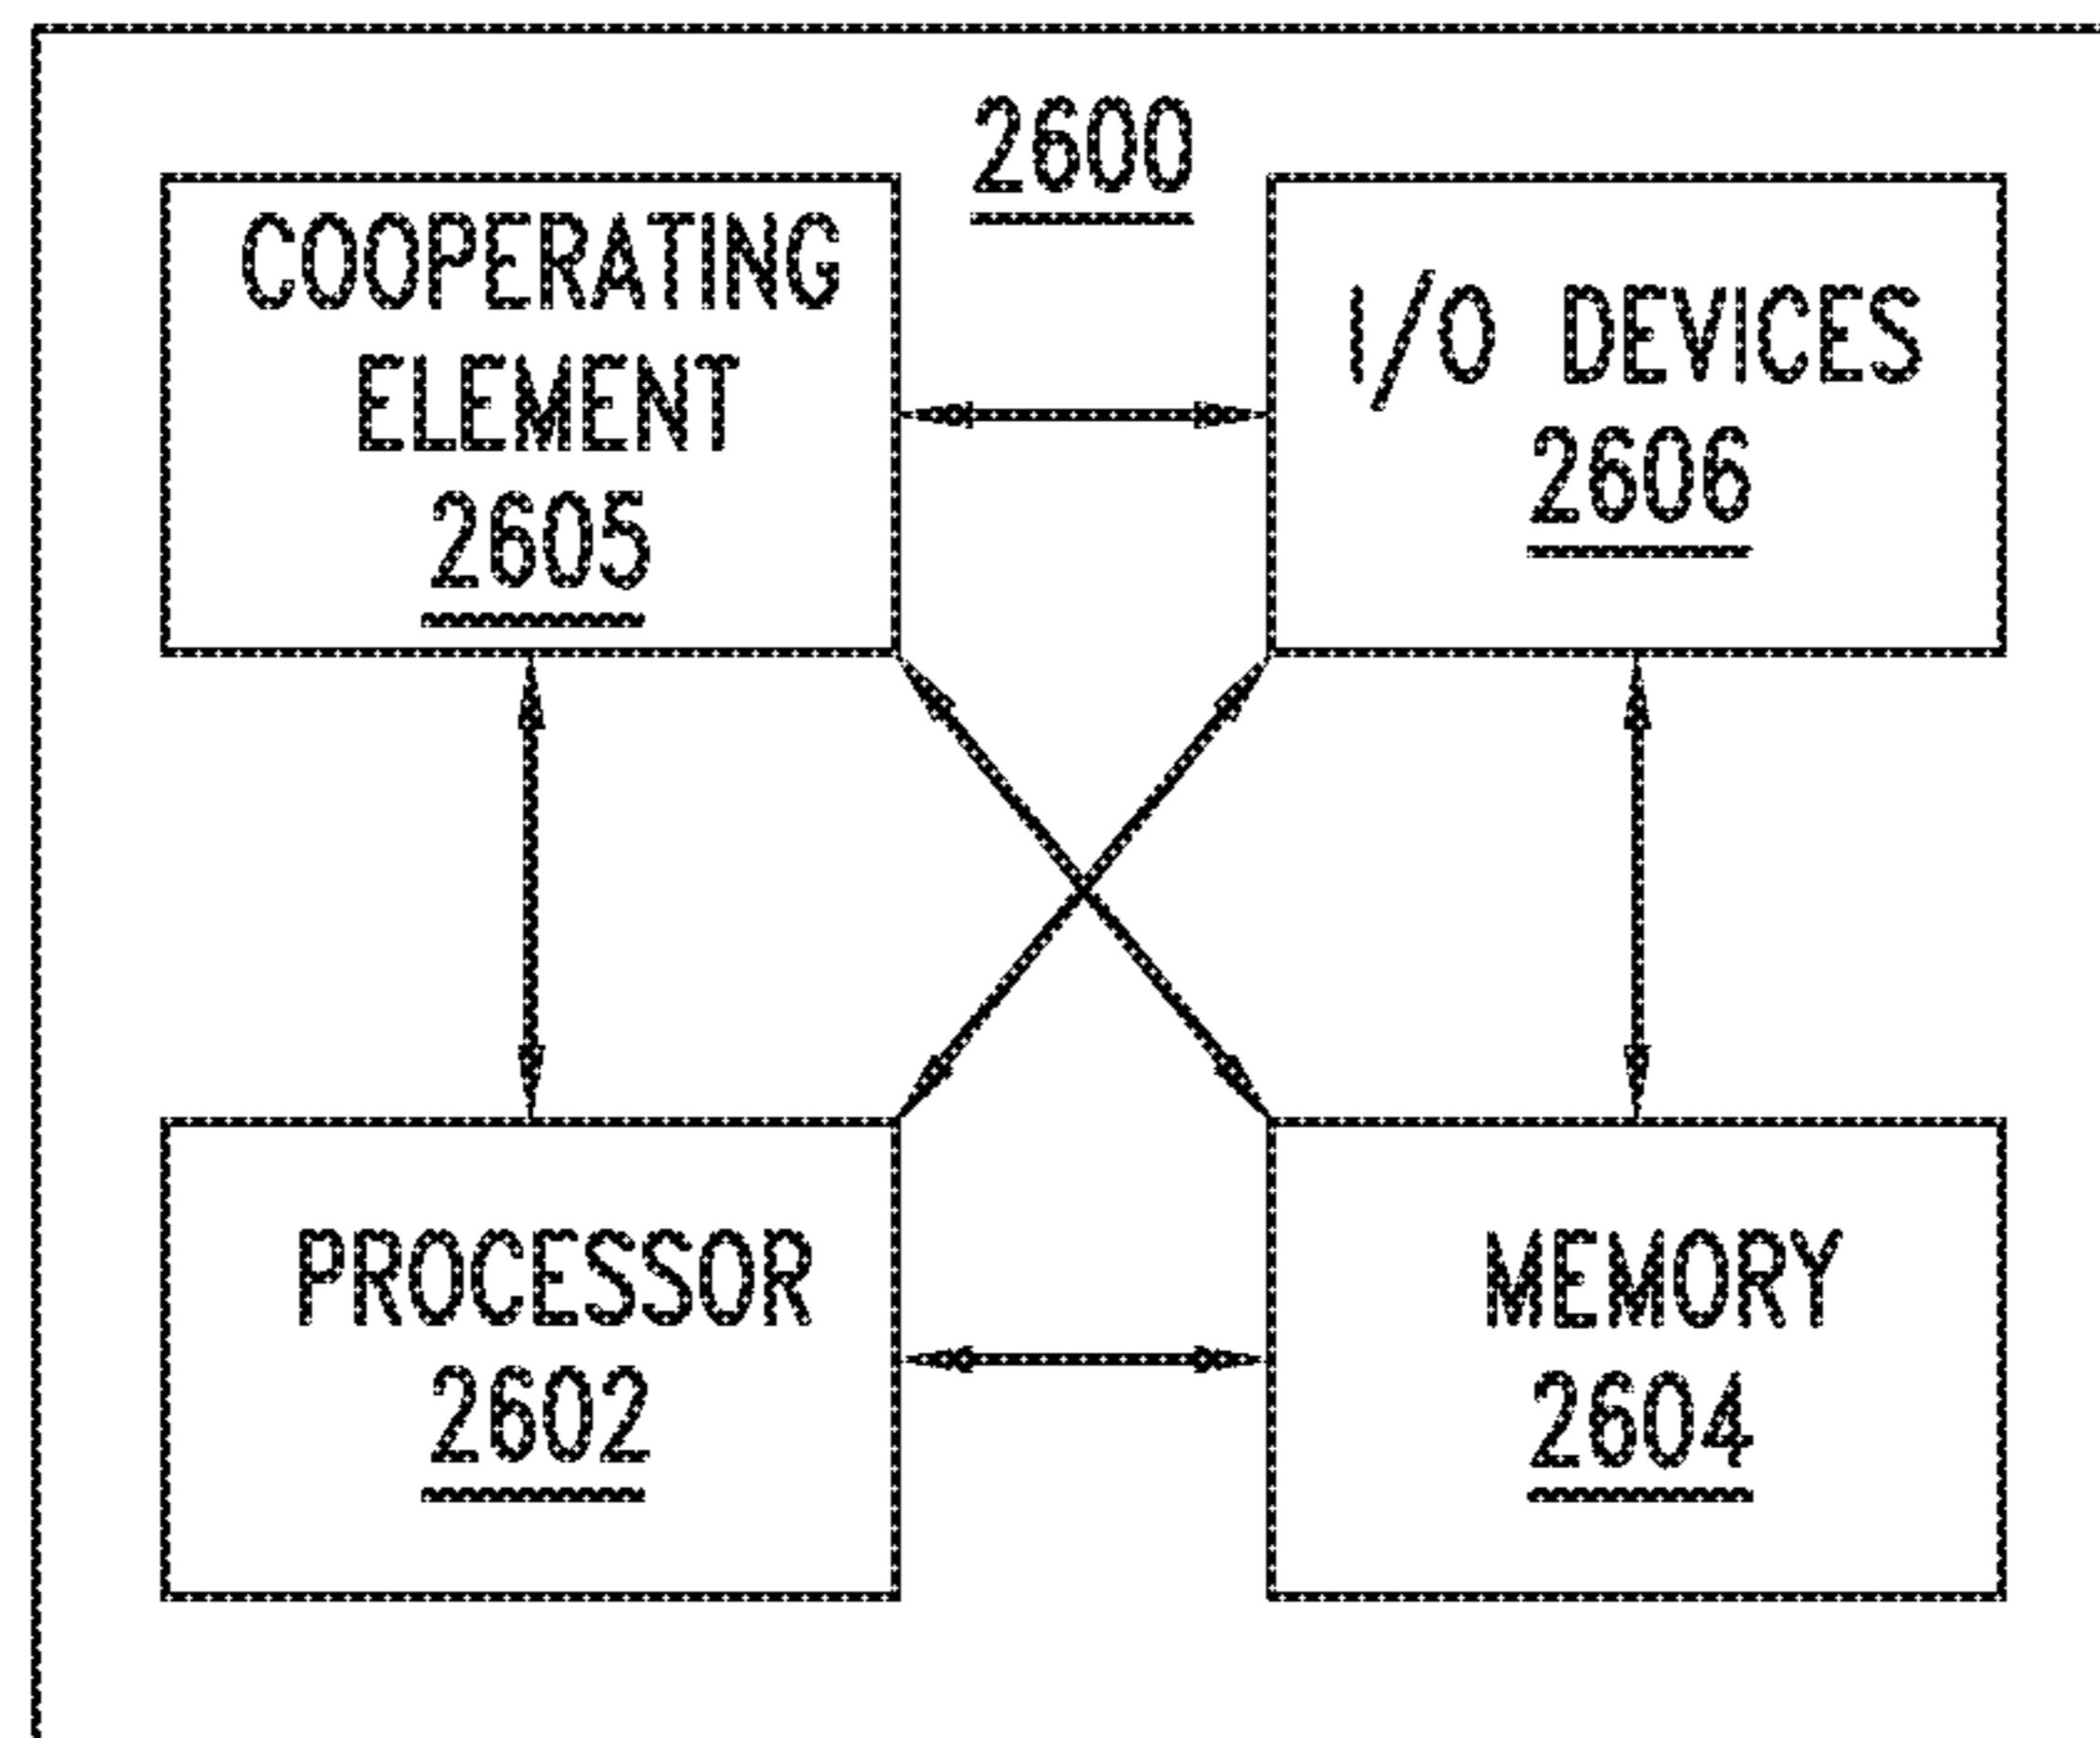 2600
COOPERATING
ELEMENT
2605
I/O DEVICES
2606
PROCESSOR
2602
MEMORY
2604